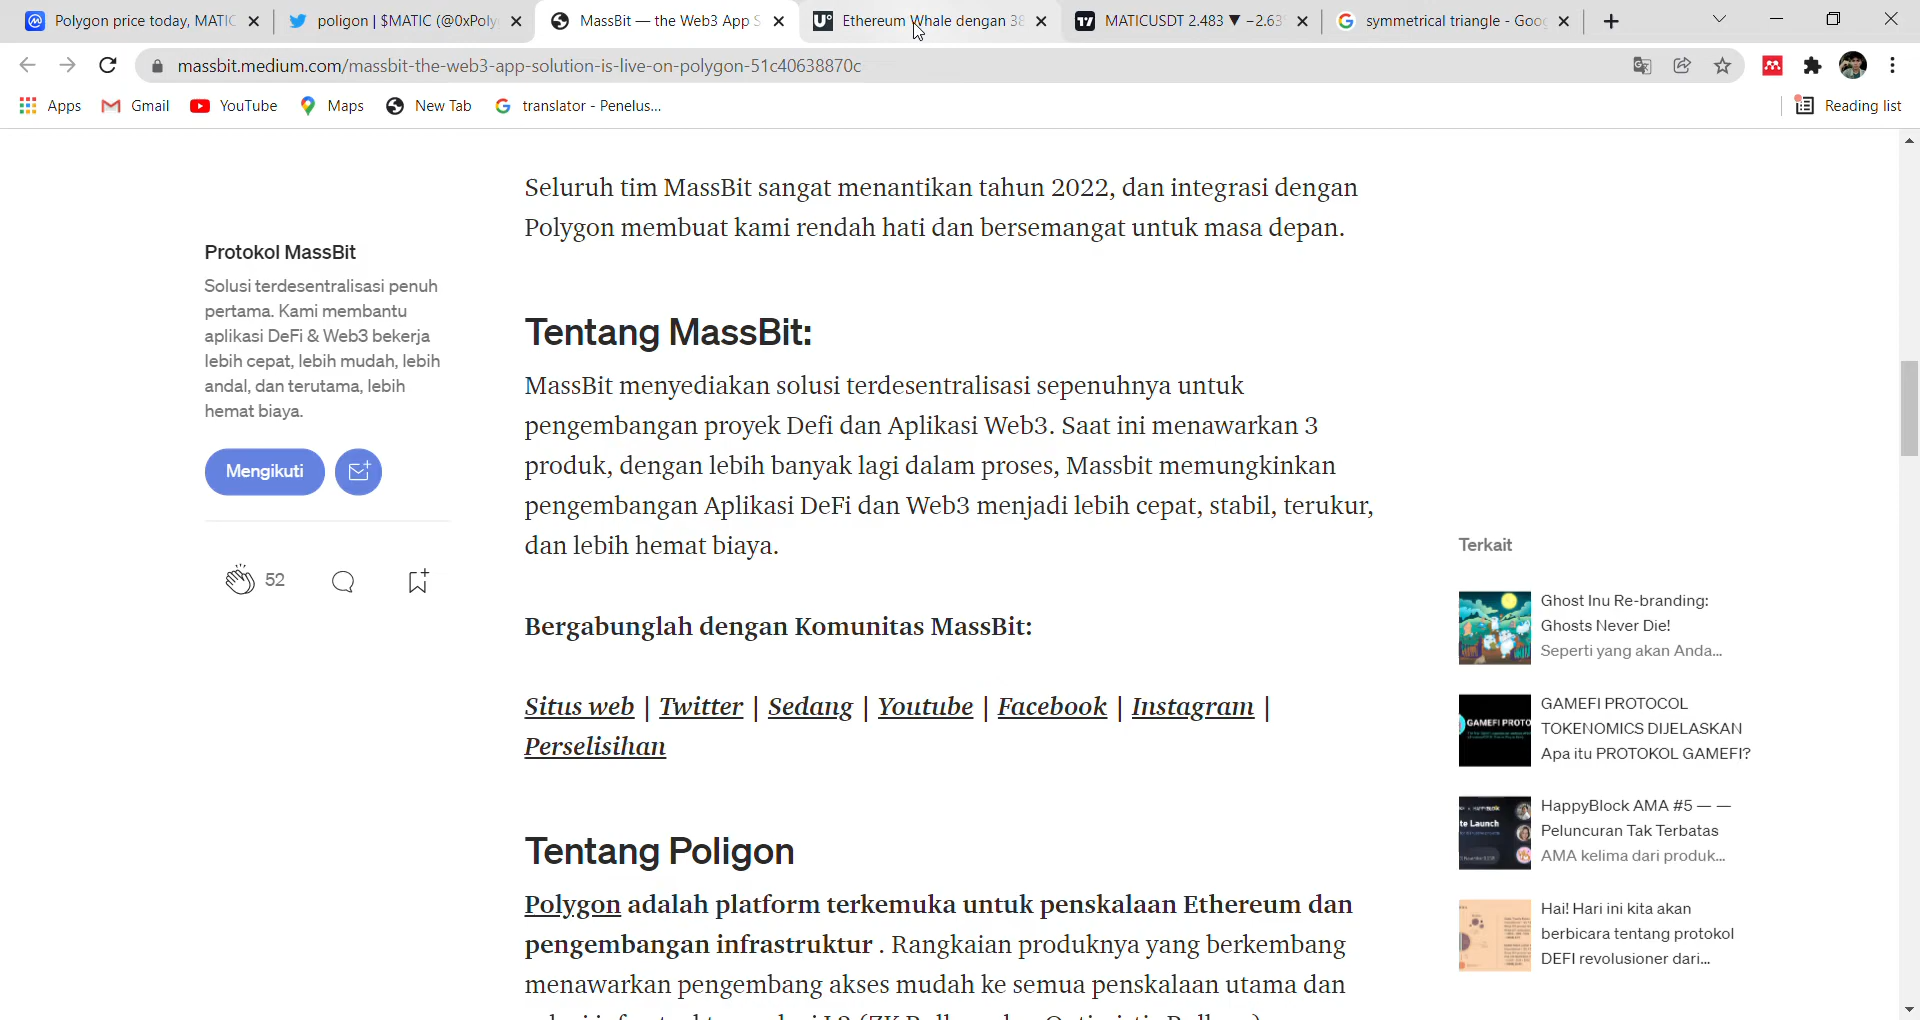 Polygon price today, MATIC
poligon | $MATIC (@0xPoly
MassBit — the Web3 App S
Ethereum Whale dengan 38
MATICUSDT 2.483 ▼ −2.63
symmetrical triangle - Goo
massbit.medium.com/massbit-the-web3-app-solution-is-live-on-polygon-51c40638870c
Apps
Gmail
YouTube
Maps
New Tab
translator - Penelus...
Reading list
Seluruh tim MassBit sangat menantikan tahun 2022, dan integrasi dengan
Polygon membuat kami rendah hati dan bersemangat untuk masa depan.
Protokol MassBit
Solusi terdesentralisasi penuh
pertama. Kami membantu
aplikasi DeFi & Web3 bekerja
lebih cepat, lebih mudah, lebih
andal, dan terutama, lebih
hemat biaya.
Mengikuti
52
Tentang MassBit:
MassBit menyediakan solusi terdesentralisasi sepenuhnya untuk
pengembangan proyek Defi dan Aplikasi Web3. Saat ini menawarkan 3
produk, dengan lebih banyak lagi dalam proses, Massbit memungkinkan
pengembangan Aplikasi DeFi dan Web3 menjadi lebih cepat, stabil, terukur,
dan lebih hemat biaya.
Bergabunglah dengan Komunitas MassBit:
Situs web | Twitter | Sedang | Youtube | Facebook | Instagram |
Perselisihan
Tentang Poligon
Polygon adalah platform terkemuka untuk penskalaan Ethereum dan
pengembangan infrastruktur . Rangkaian produknya yang berkembang
menawarkan pengembang akses mudah ke semua penskalaan utama dan
Terkait
Ghost Inu Re-branding:
Ghosts Never Die!
Seperti yang akan Anda...
GAMEFI PROTO
GAMEFI PROTOCOL
TOKENOMICS DIJELASKAN
Apa itu PROTOKOL GAMEFI?
te Launch
HappyBlock AMA #5 — —
Peluncuran Tak Terbatas
AMA kelima dari produk...
Hai! Hari ini kita akan
berbicara tentang protokol
DEFI revolusioner dari...